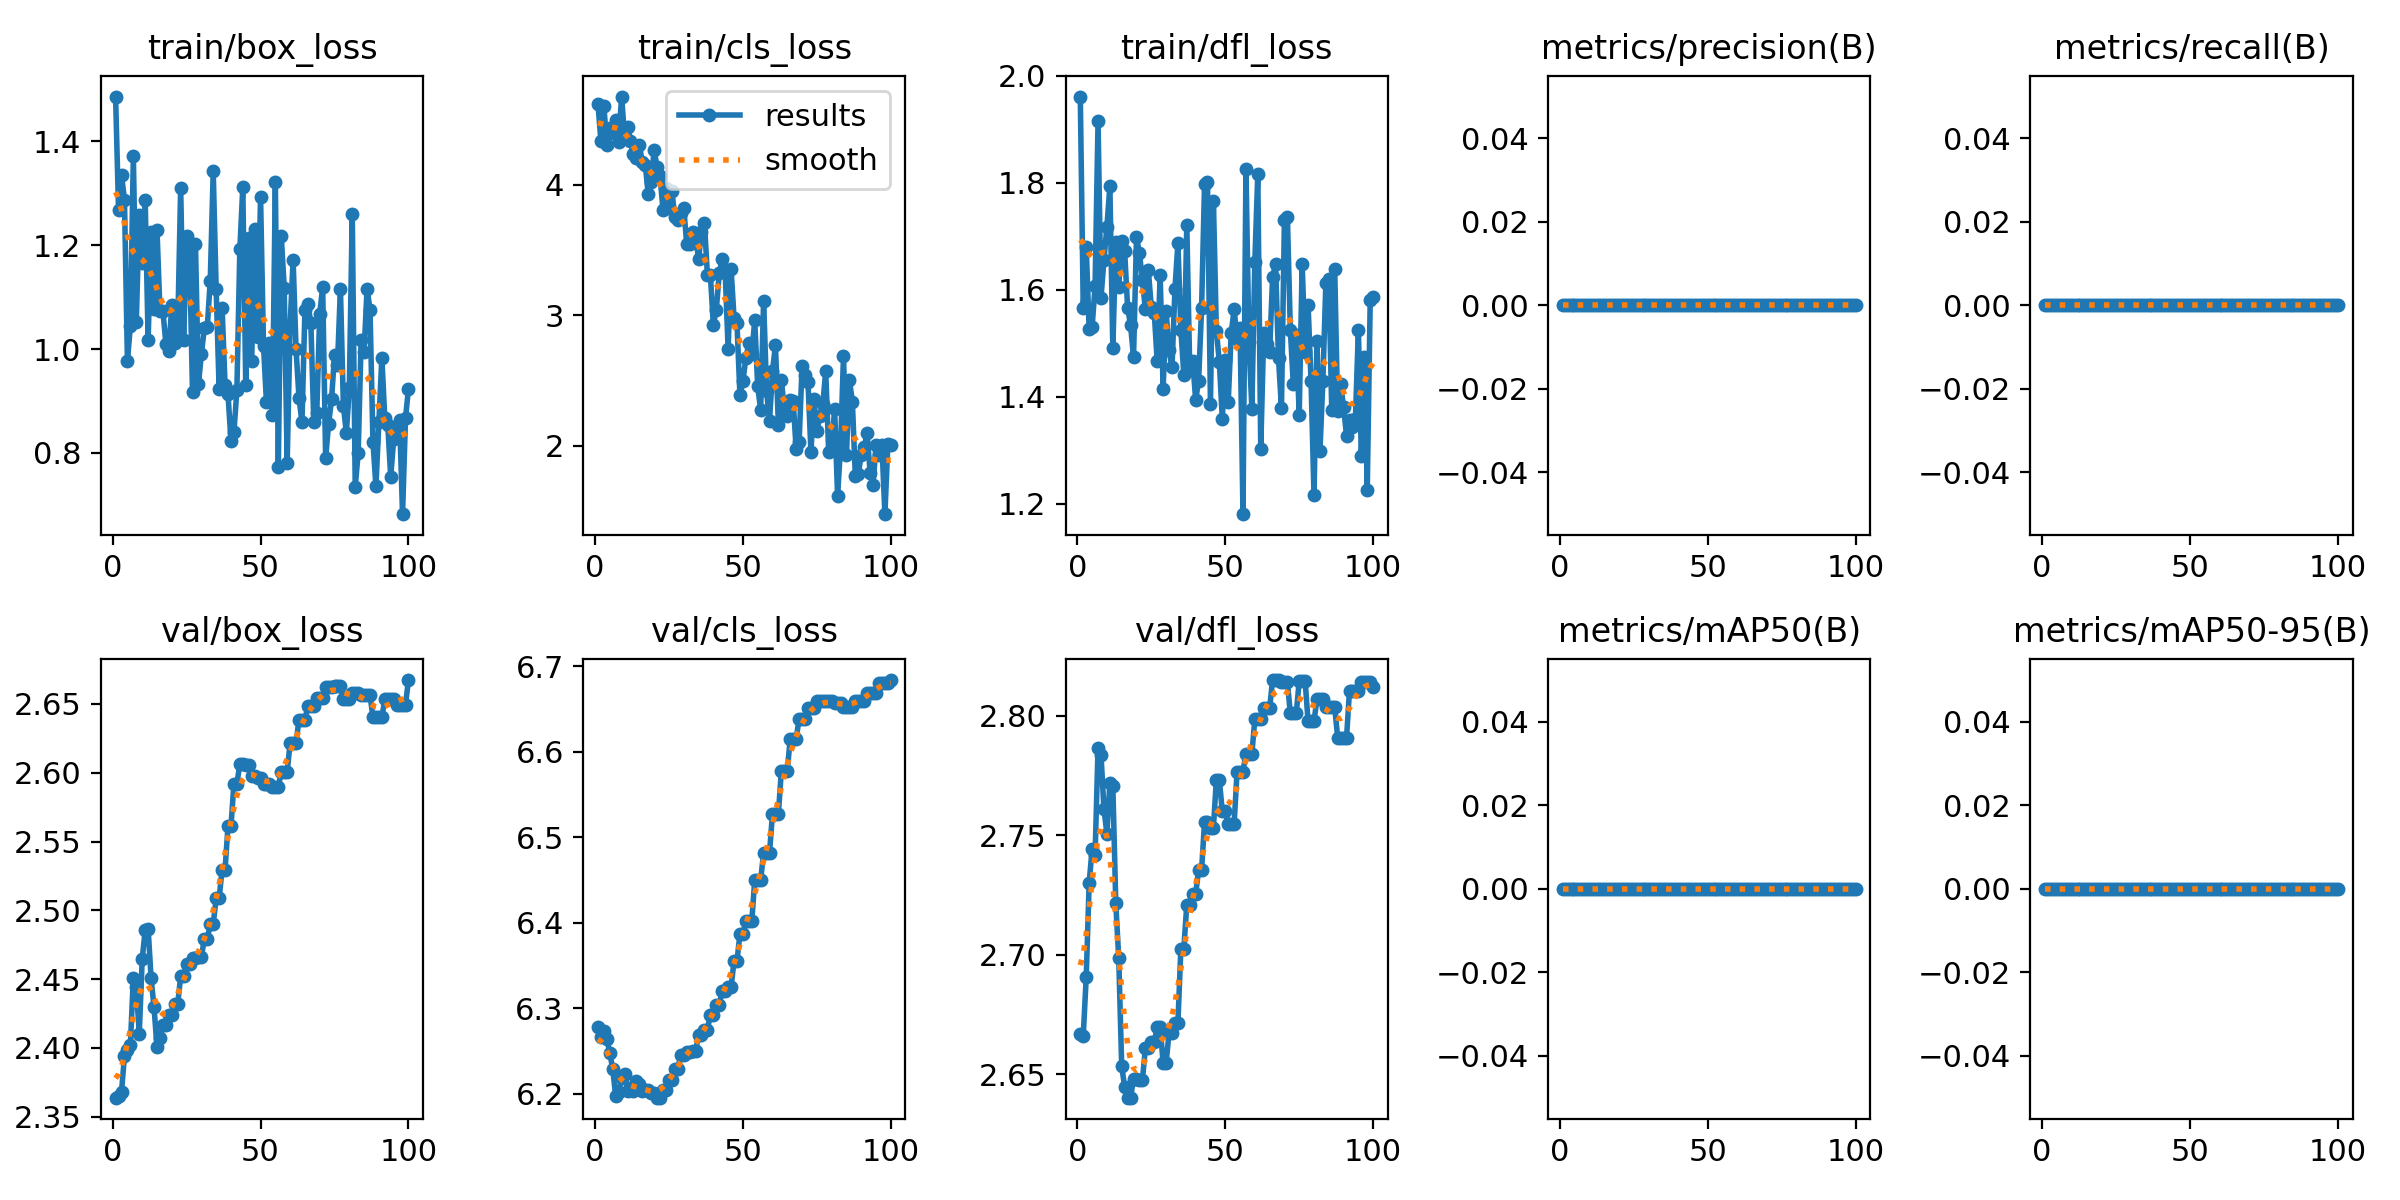 train/box_loss
train/cls_loss
train/dfl_loss
metrics/precision(B)
metrics/recall(B)
1.4
1.2
1.0
0.8
0 50 100
results
smooth
4
3
2
0 50 100
2.0
1.8
1.6
1.4
1.2
0 50 100
0.04
0.02
0.00
−0.02
−0.04
0 50 100
0.04
0.02
0.00
−0.02
−0.04
0 50 100
val/box_loss
val/cls_loss
val/dfl_loss
metrics/mAP50(B)
metrics/mAP50-95(B)
2.65
2.60
2.55
2.50
2.45
2.40
2.35
0 50 100
6.7
6.6
6.5
6.4
6.3
6.2
0 50 100
2.80
2.75
2.70
2.65
0 50 100
0.04
0.02
0.00
−0.02
−0.04
0 50 100
0.04
0.02
0.00
−0.02
−0.04
0 50 100